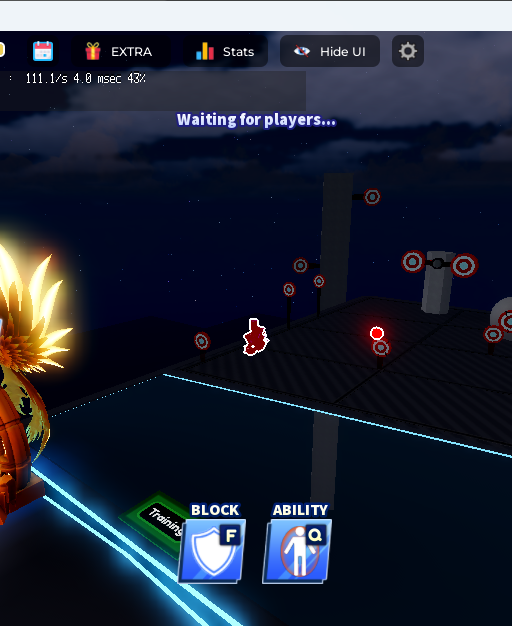 EXTRA
Stats
Hide UI
: 111.1/s 4.0 msec 43%
Waiting for players...
Training
BLOCK
ABILITY
F
Q